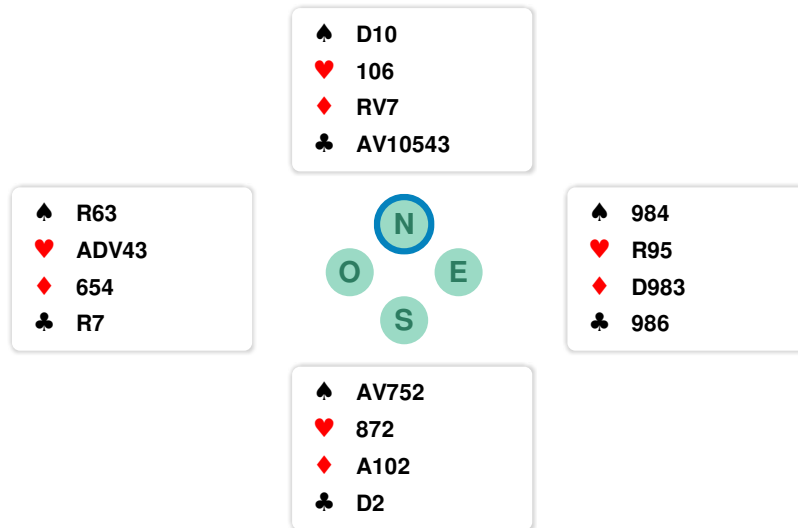 ♠ D10
♥ 106
♦ RV7
♣ AV10543
♠ R63
♥ ADV43
♦ 654
♣ R7
N
O
E
S
♠ 984
♥ R95
♦ D983
♣ 986
♠ AV752
♥ 872
♦ A102
♣ D2